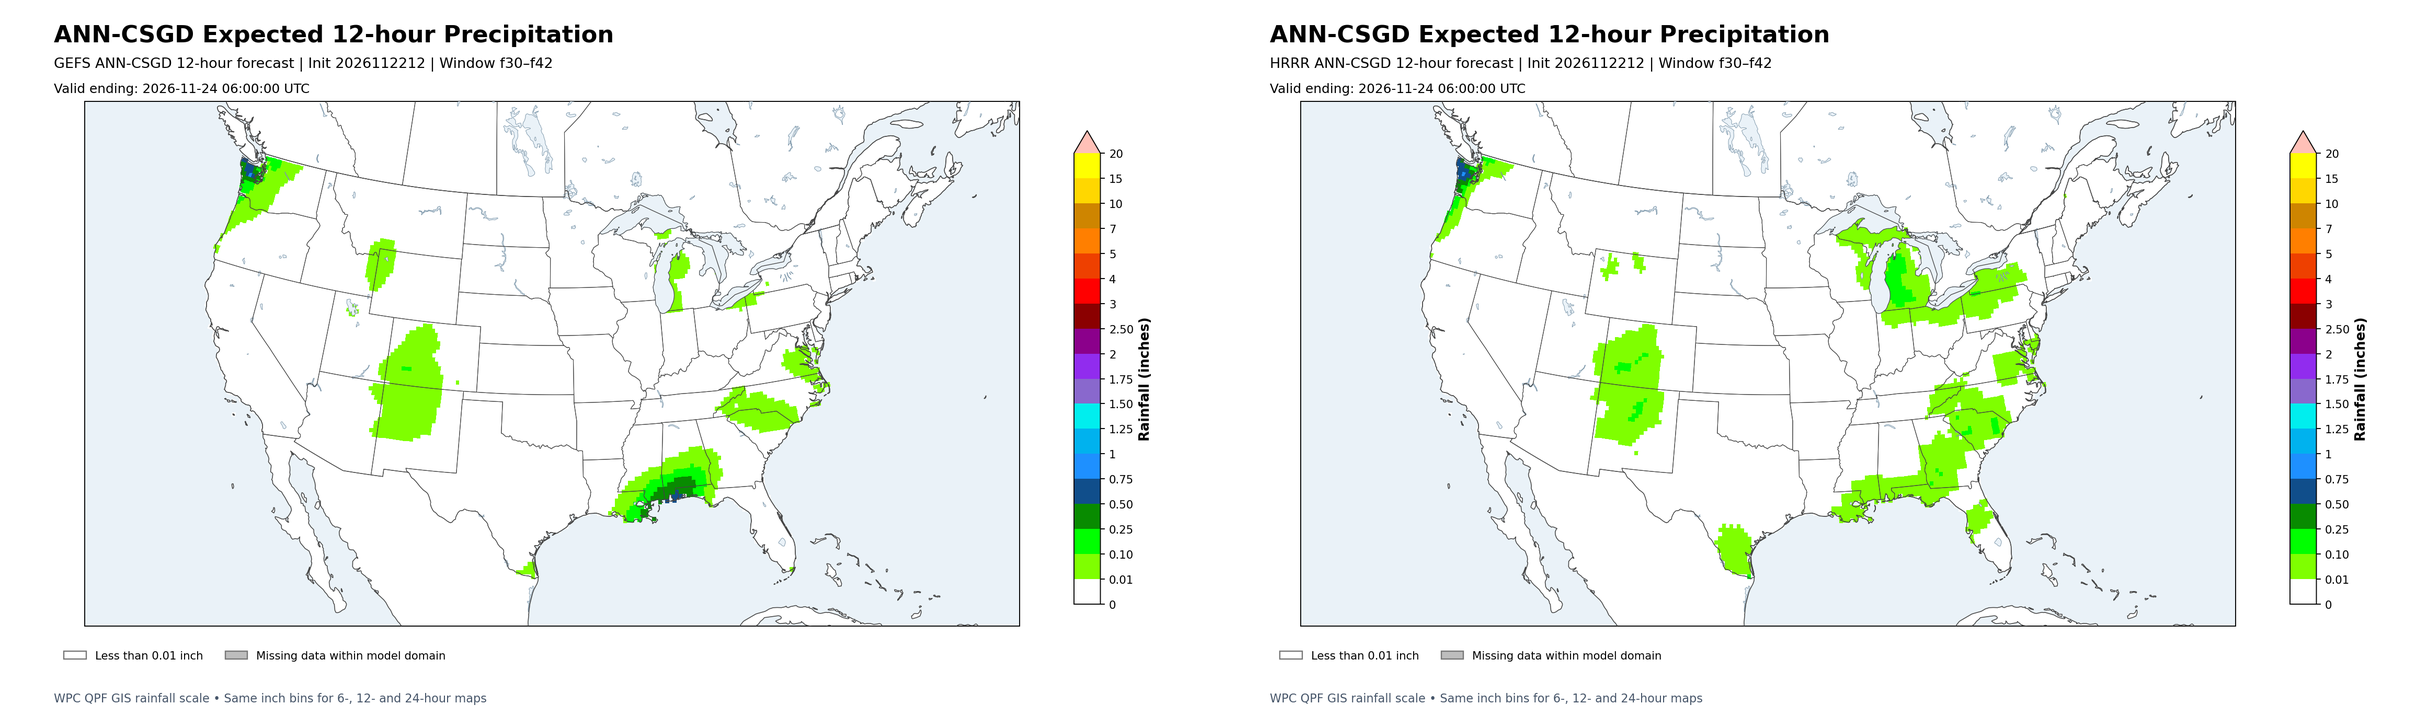 ANN-CSGD Expected 12-hour Precipitation
GEFS ANN-CSGD 12-hour forecast | Init 2026112212 | Window f30–f42
Valid ending: 2026-11-24 06:00:00 UTC
20
15
10
7
5
4
3
2.50
2
1.75
1.50
1.25
1
0.75
0.50
0.25
0.10
0.01
0
Rainfall (inches)
Less than 0.01 inch
Missing data within model domain
WPC QPF GIS rainfall scale • Same inch bins for 6-, 12- and 24-hour maps
ANN-CSGD Expected 12-hour Precipitation
HRRR ANN-CSGD 12-hour forecast | Init 2026112212 | Window f30–f42
Valid ending: 2026-11-24 06:00:00 UTC
20
15
10
7
5
4
3
2.50
2
1.75
1.50
1.25
1
0.75
0.50
0.25
0.10
0.01
0
Rainfall (inches)
Less than 0.01 inch
Missing data within model domain
WPC QPF GIS rainfall scale • Same inch bins for 6-, 12- and 24-hour maps